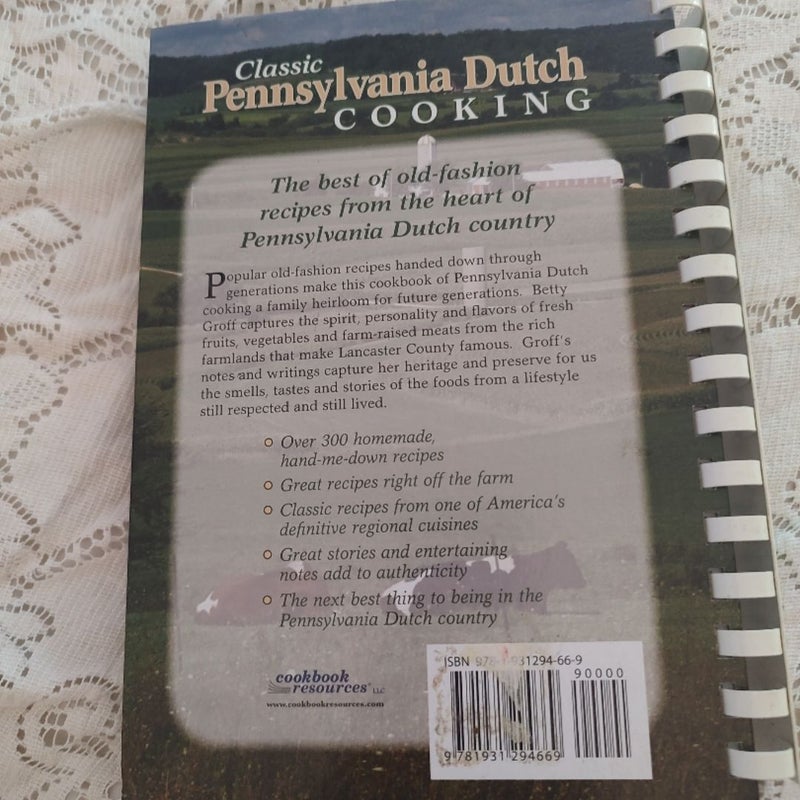 Classic
Pennsylvania Dutch
COOKING
The best of old-fashion
recipes from the heart of
Pennsylvania Dutch country
Popular old-fashion recipes handed down through
generations make this cookbook of Pennsylvania Dutch
cooking a family heirloom for future generations. Betty
Groff captures the spirit, personality and flavors of fresh
fruits, vegetables and farm-raised meats from the rich
farmlands that make Lancaster County famous. Groff's
notes and writings capture her heritage and preserve for us
the smells, tastes and stories of the foods from a lifestyle
still respected and still lived.
Over 300 homemade,
hand-me-down recipes
Great recipes right off the farm
Classic recipes from one of America's
definitive regional cuisines
Great stories and entertaining
notes add to authenticity
The next best thing to being in the
Pennsylvania Dutch country
cookbook
resources® LLC
www.cookbookresources.com
ISBN 978-1-931294-66-9
90000
9 781931 294669